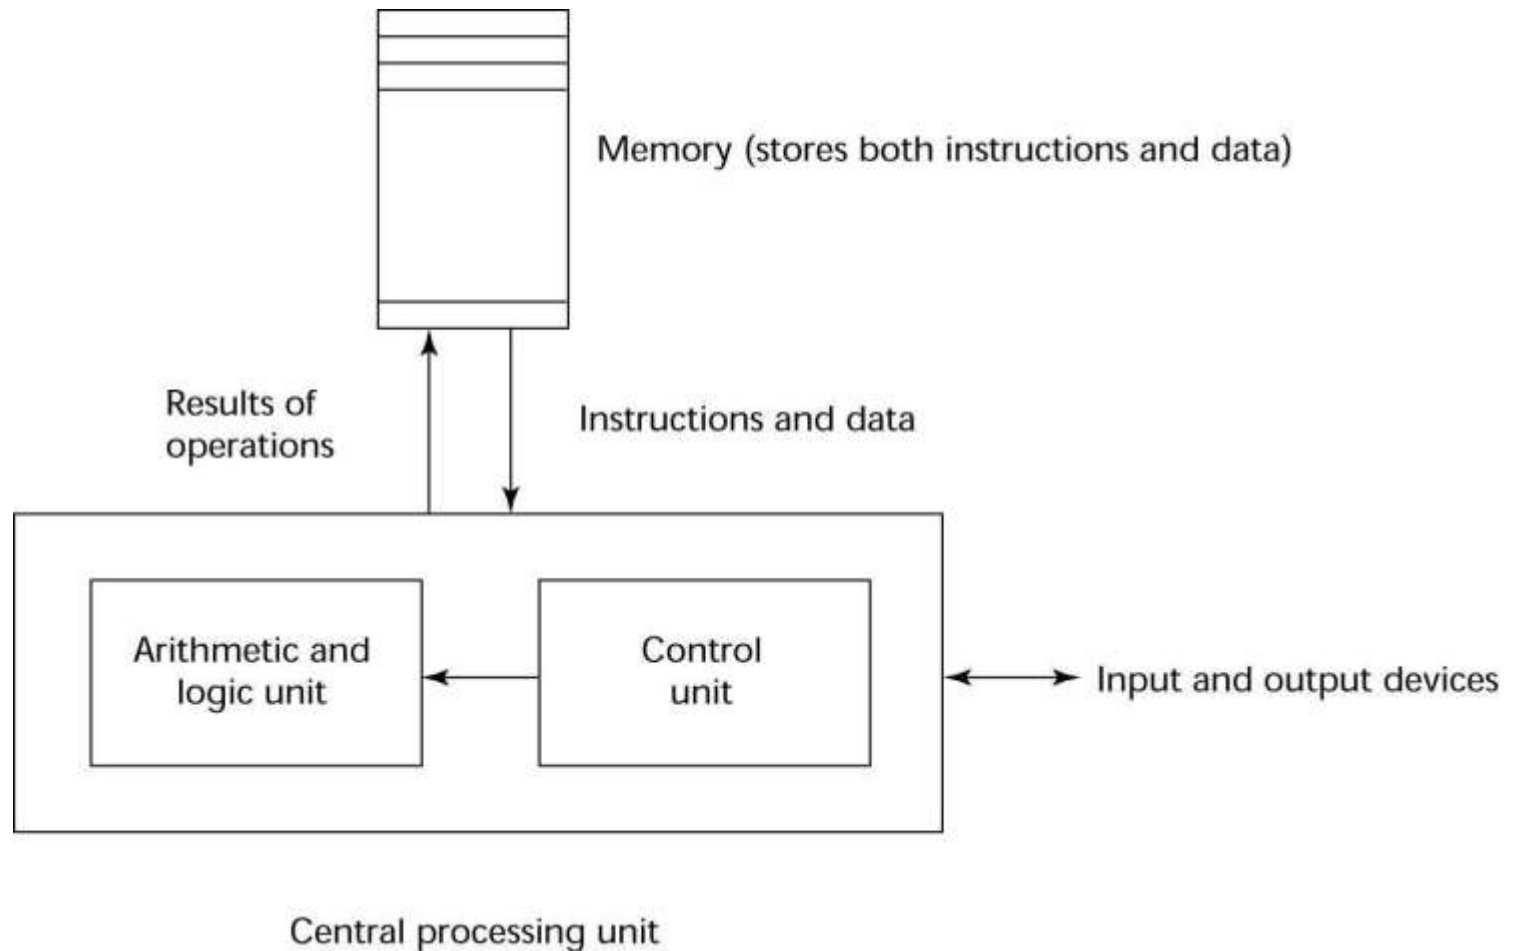 Memory (stores both instructions and data)
Results of
operations
Instructions and data
Arithmetic and
logic unit
Control
unit
Input and output devices
Central processing unit